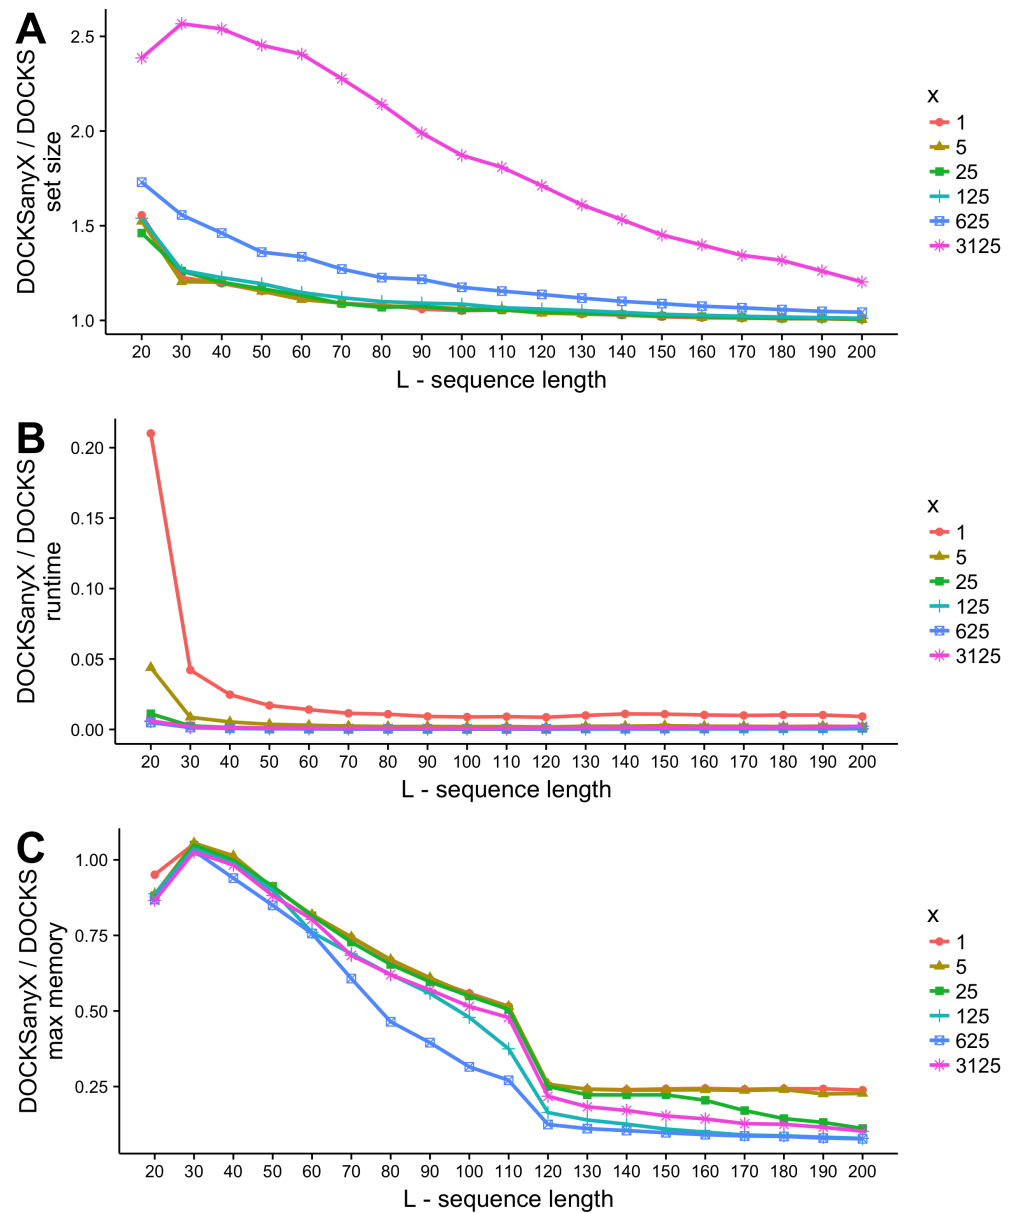 A
DOCKSanyX / DOCKS
set size
2.5
2.0
1.5
1.0
20 30 40 50 60 70 80 90 100 110 120 130 140 150 160 170 180 190 200
L - sequence length
x
1
5
25
125
625
3125
B
DOCKSanyX / DOCKS
runtime
0.20
0.15
0.10
0.05
0.00
20 30 40 50 60 70 80 90 100 110 120 130 140 150 160 170 180 190 200
L - sequence length
x
1
5
25
125
625
3125
C
DOCKSanyX / DOCKS
max memory
1.00
0.75
0.50
0.25
20 30 40 50 60 70 80 90 100 110 120 130 140 150 160 170 180 190 200
L - sequence length
x
1
5
25
125
625
3125